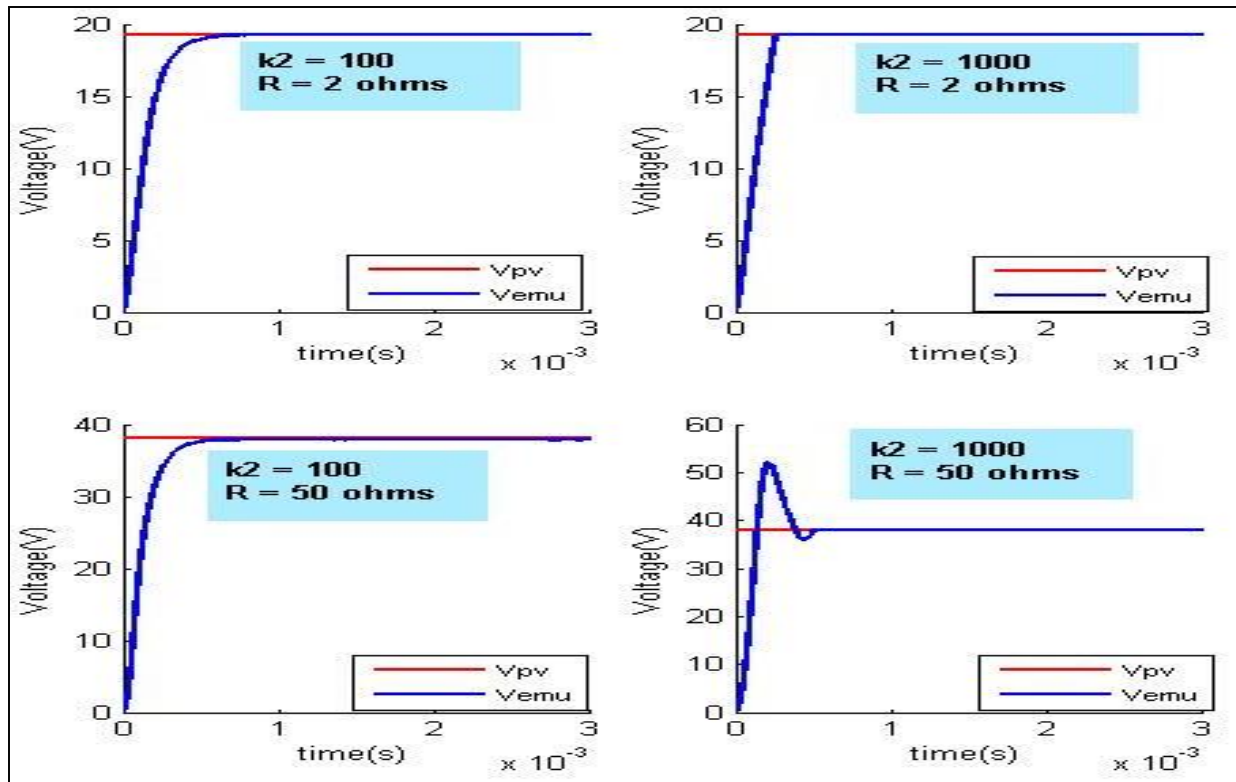 20
15
10
5
0
Voltage(V)
k2 = 100
R = 2 ohms
Vpv
Vemu
0
1
2
3
time(s)
x 10-3
20
15
10
5
0
Voltage(V)
k2 = 1000
R = 2 ohms
Vpv
Vemu
0
1
2
3
time(s)
x 10-3
40
30
20
10
0
Voltage(V)
k2 = 100
R = 50 ohms
Vpv
Vemu
0
1
2
3
time(s)
x 10-3
60
50
40
30
20
10
0
Voltage(V)
k2 = 1000
R = 50 ohms
Vpv
Vemu
0
1
2
3
time(s)
x 10-3